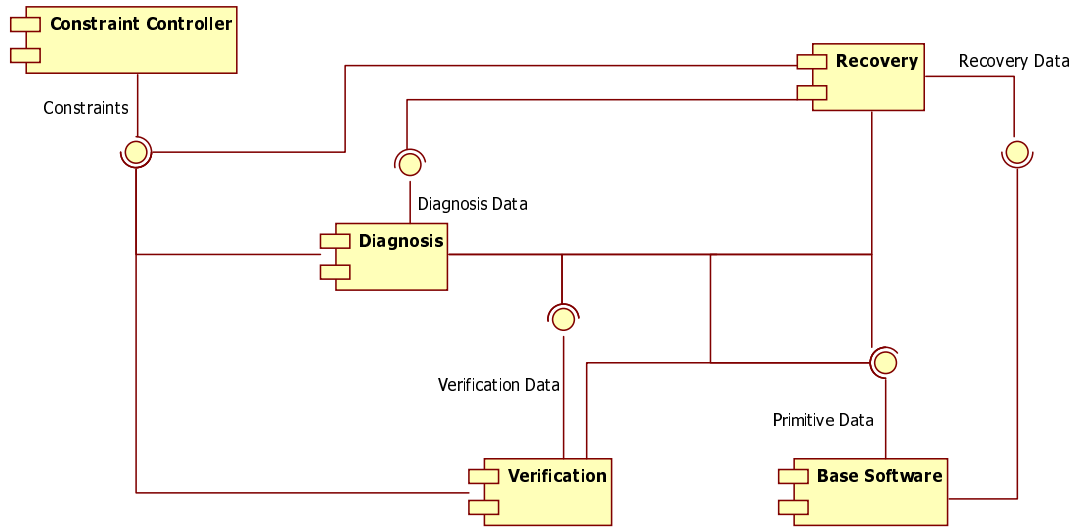 Constraint Controller
Recovery
Recovery Data
Constraints
Diagnosis Data
Diagnosis
Verification Data
Primitive Data
Verification
Base Software